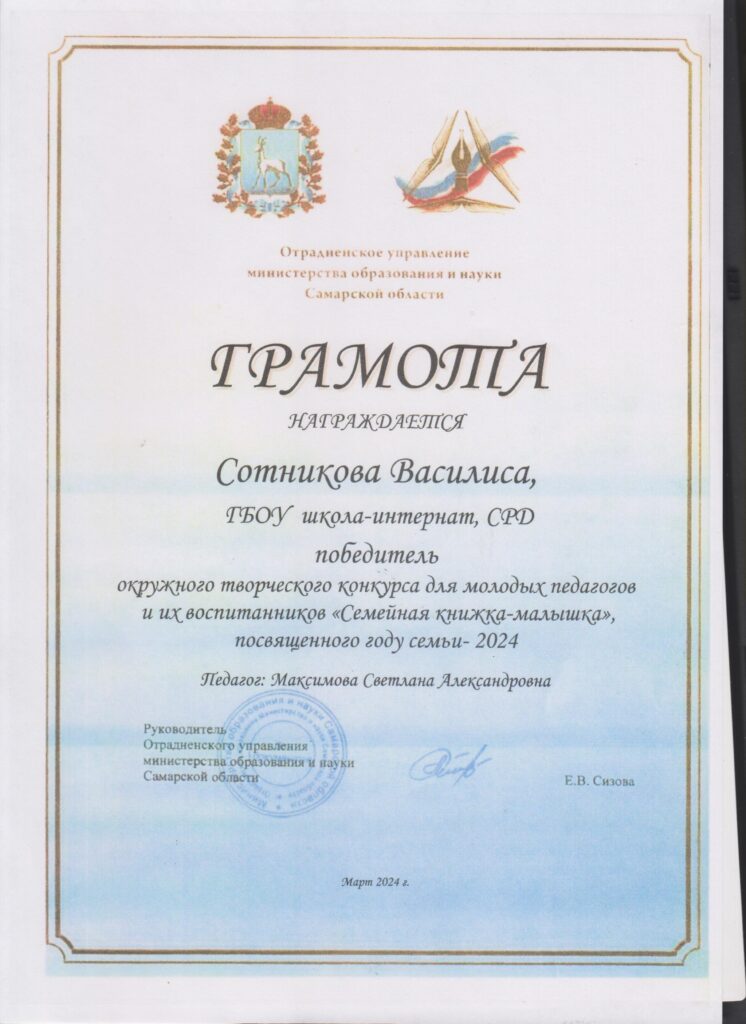 Отрадненское управление
министерства образования и науки
Самарской области
ГРАМОТА
НАГРАЖДАЕТСЯ
Сотникова Василиса,
ГБОУ школа-интернат, СРД
победитель
окружного творческого конкурса для молодых педагогов
и их воспитанников «Семейная книжка-малышка»,
посвященного году семьи- 2024
Педагог: Максимова Светлана Александровна
Руководитель
Отрадненского управления
министерства образования и науки
Самарской области
Е.В. Сизова
Март 2024 г.